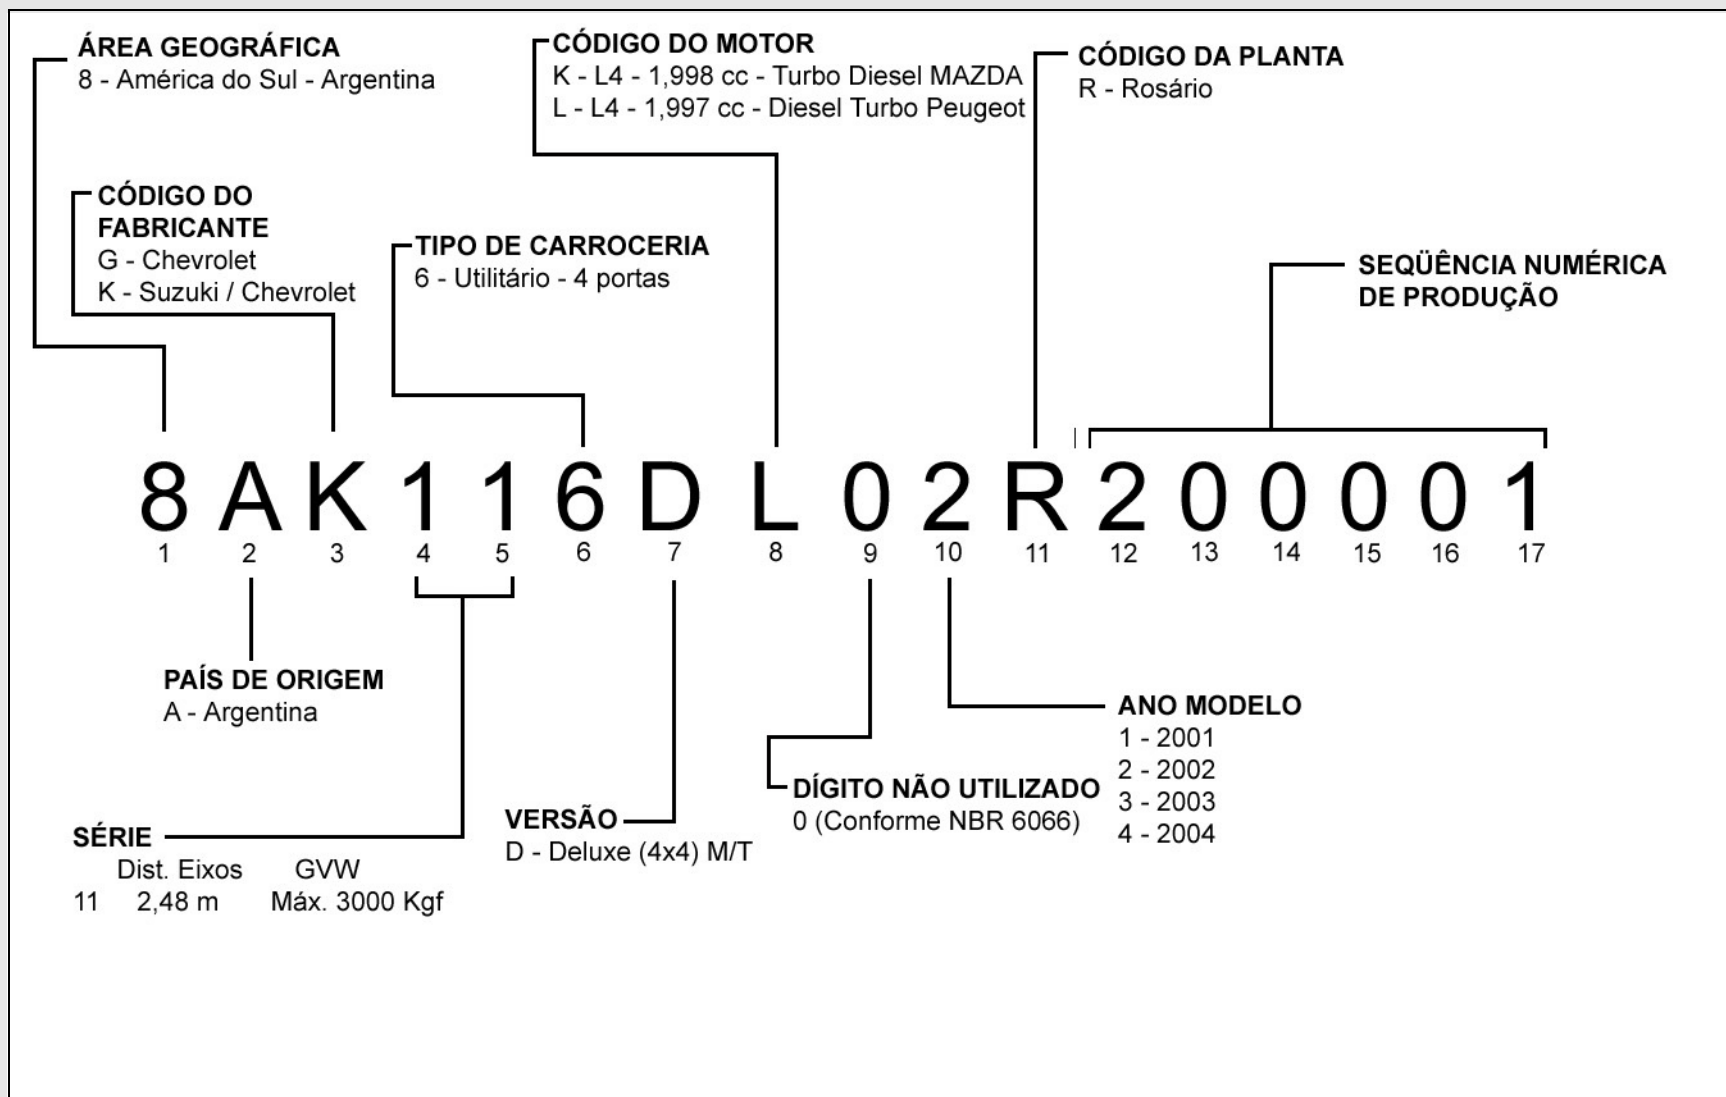 ÁREA GEOGRÁFICA
8 - América do Sul - Argentina
CÓDIGO DO MOTOR
K - L4 - 1,998 cc - Turbo Diesel MAZDA
L - L4 - 1,997 cc - Diesel Turbo Peugeot
CÓDIGO DA PLANTA
R - Rosário
CÓDIGO DO
FABRICANTE
G - Chevrolet
K - Suzuki / Chevrolet
TIPO DE CARROCERIA
6 - Utilitário - 4 portas
SEQÜÊNCIA NUMÉRICA
DE PRODUÇÃO
8 A K 1 1 6 D L 0 2 R 2 0 0 0 0 1
1 2 3 4 5 6 7 8 9 10 11 12 13 14 15 16 17
PAÍS DE ORIGEM
A - Argentina
SÉRIE
Dist. Eixos GVW
11 2,48 m Máx. 3000 Kgf
VERSÃO
D - Deluxe (4x4) M/T
DÍGITO NÃO UTILIZADO
0 (Conforme NBR 6066)
ANO MODELO
1 - 2001
2 - 2002
3 - 2003
4 - 2004